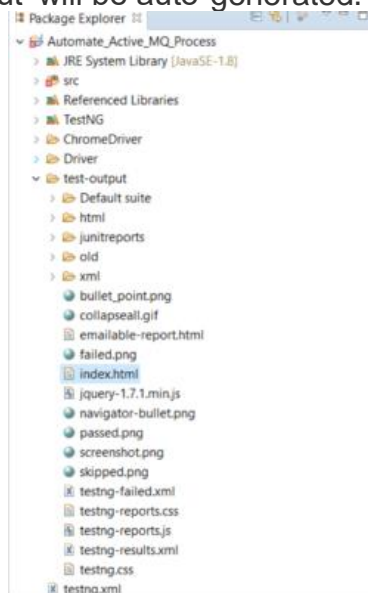 will be auto-generated.
Package Explorer
Automate_Active_MQ_Process
JRE System Library [JavaSE-1.8]
src
Referenced Libraries
TestNG
ChromeDriver
Driver
test-output
Default suite
html
junitreports
old
xml
bullet_point.png
collapseall.gif
emailable-report.html
failed.png
index.html
jquery-1.7.1.min.js
navigator-bullet.png
passed.png
screenshot.png
skipped.png
testng-failed.xml
testng-reports.css
testng-reports.js
testng-results.xml
testng.css
testng.xml